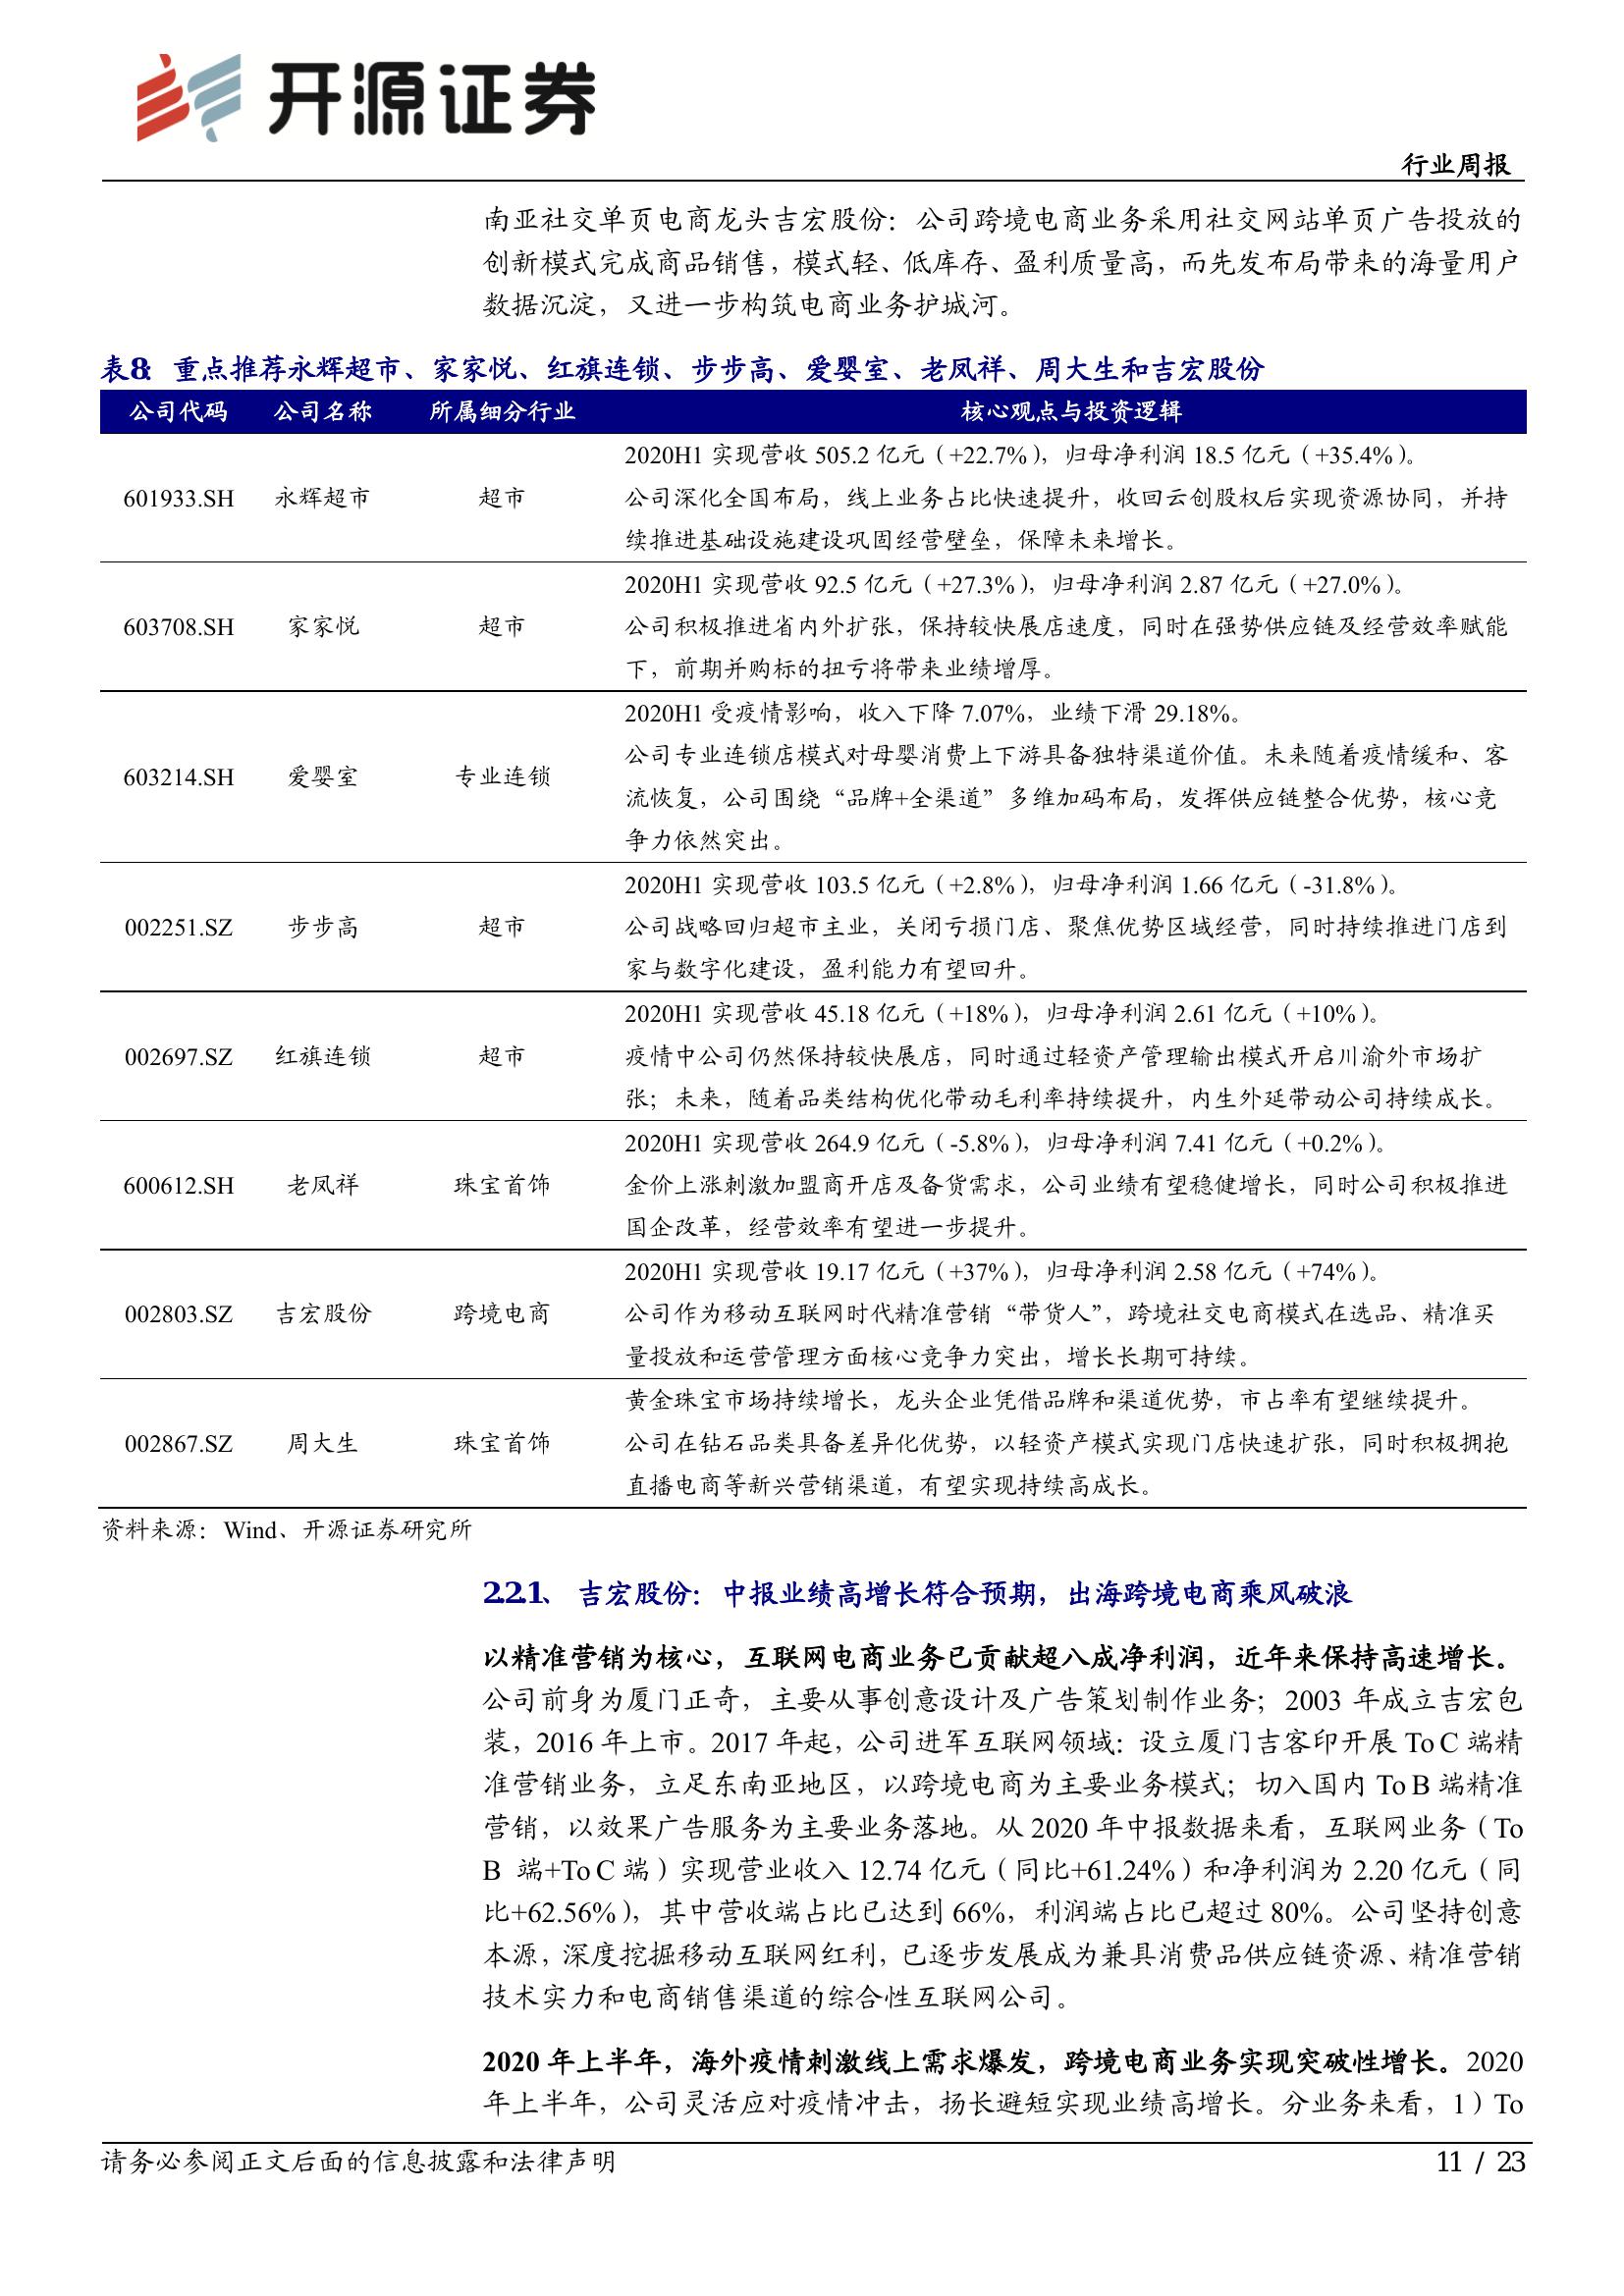 开源证券
行业周报
南亚社交单页电商龙头吉宏股份：公司跨境电商业务采用社交网站单页广告投放的
创新模式完成商品销售，模式轻、低库存、盈利质量高，而先发布局带来的海量用户
数据沉淀，又进一步构筑电商业务护城河。
表8： 重点推荐永辉超市、家家悦、红旗连锁、步步高、爱婴室、老凤祥、周大生和吉宏股份
公司代码 公司名称 所属细分行业 核心观点与投资逻辑
2020H1 实现营收 505.2 亿元（+22.7%），归母净利润 18.5 亿元（+35.4%）。
601933.SH 永辉超市 超市 公司深化全国布局，线上业务占比快速提升，收回云创股权后实现资源协同，并持
续推进基础设施建设巩固经营壁垒，保障未来增长。
2020H1 实现营收 92.5 亿元（+27.3%），归母净利润 2.87 亿元（+27.0%）。
603708.SH 家家悦 超市 公司积极推进省内外扩张，保持较快展店速度，同时在强势供应链及经营效率赋能
下，前期并购标的扭亏将带来业绩增厚。
2020H1 受疫情影响，收入下降 7.07%，业绩下滑 29.18%。
公司专业连锁店模式对母婴消费上下游具备独特渠道价值。未来随着疫情缓和、客
603214.SH 爱婴室 专业连锁 流恢复，公司围绕“品牌+全渠道”多维加码布局，发挥供应链整合优势，核心竞
争力依然突出。
2020H1 实现营收 103.5 亿元（+2.8%），归母净利润 1.66 亿元（-31.8%）。
002251.SZ 步步高 超市 公司战略回归超市主业，关闭亏损门店、聚焦优势区域经营，同时持续推进门店到
家与数字化建设，盈利能力有望回升。
2020H1 实现营收 45.18 亿元（+18%），归母净利润 2.61 亿元（+10%）。
002697.SZ 红旗连锁 超市 疫情中公司仍然保持较快展店，同时通过轻资产管理输出模式开启川渝外市场扩
张；未来，随着品类结构优化带动毛利率持续提升，内生外延带动公司持续成长。
2020H1 实现营收 264.9 亿元（-5.8%），归母净利润 7.41 亿元（+0.2%）。
600612.SH 老凤祥 珠宝首饰 金价上涨刺激加盟商开店及备货需求，公司业绩有望稳健增长，同时公司积极推进
国企改革，经营效率有望进一步提升。
2020H1 实现营收 19.17 亿元（+37%），归母净利润 2.58 亿元（+74%）。
002803.SZ 吉宏股份 跨境电商 公司作为移动互联网时代精准营销“带货人”，跨境社交电商模式在选品、精准买
量投放和运营管理方面核心竞争力突出，增长长期可持续。
黄金珠宝市场持续增长，龙头企业凭借品牌和渠道优势，市占率有望继续提升。
002867.SZ 周大生 珠宝首饰 公司在钻石品类具备差异化优势，以轻资产模式实现门店快速扩张，同时积极拥抱
直播电商等新兴营销渠道，有望实现持续高成长。
资料来源：Wind、开源证券研究所
2.2.1、 吉宏股份：中报业绩高增长符合预期，出海跨境电商乘风破浪
以精准营销为核心，互联网电商业务已贡献超八成净利润，近年来保持高速增长。
公司前身为厦门正奇，主要从事创意设计及广告策划制作业务；2003 年成立吉宏包
装，2016 年上市。2017 年起，公司进军互联网领域：设立厦门吉客印开展 To C 端精
准营销业务，立足东南亚地区，以跨境电商为主要业务模式；切入国内 To B 端精准
营销，以效果广告服务为主要业务落地。从 2020 年中报数据来看，互联网业务（To
B 端+To C 端）实现营业收入 12.74 亿元（同比+61.24%）和净利润为 2.20 亿元（同
比+62.56%），其中营收端占比已达到 66%，利润端占比已超过 80%。公司坚持创意
本源，深度挖掘移动互联网红利，已逐步发展成为兼具消费品供应链资源、精准营销
技术实力和电商销售渠道的综合性互联网公司。
2020 年上半年，海外疫情刺激线上需求爆发，跨境电商业务实现突破性增长。2020
年上半年，公司灵活应对疫情冲击，扬长避短实现业绩高增长。分业务来看，1）To
请务必参阅正文后面的信息披露和法律声明 11 / 23